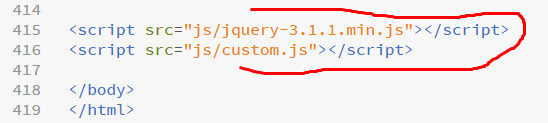 414
415 <script src="js/jquery-3.1.1.min.js"></script>
416 <script src="js/custom.js"></script>
417
418 </body>
419 </html>